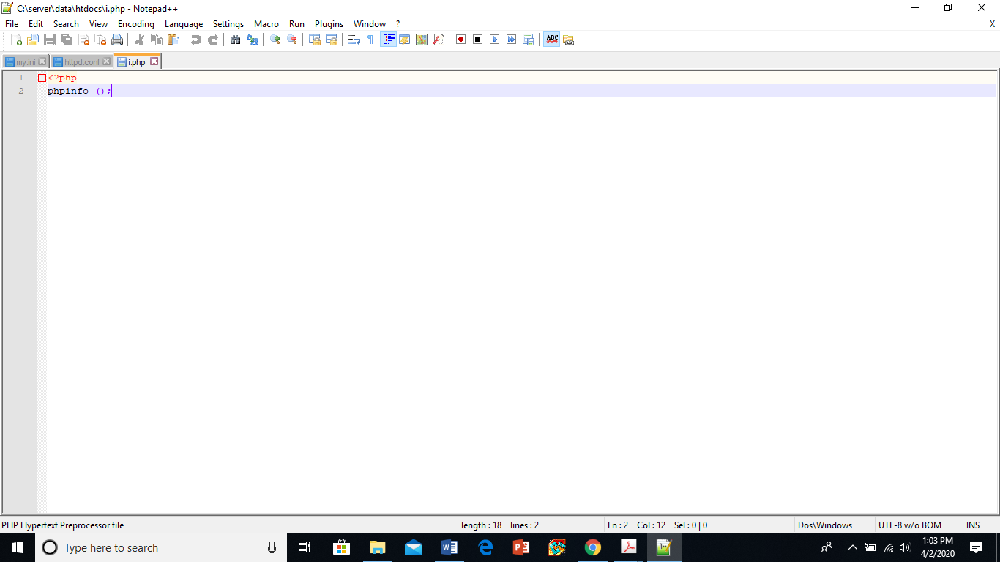 C:\server\data\htdocs\i.php - Notepad++
File Edit Search View Encoding Language Settings Macro Run Plugins Window ? X
ABC
my.ini httpd.conf i.php
1 <?php
2 phpinfo ();
PHP Hypertext Preprocessor file length : 18 lines : 2 Ln : 2 Col : 12 Sel : 0 | 0 Dos\Windows UTF-8 w/o BOM INS
Type here to search
1:03 PM
4/2/2020